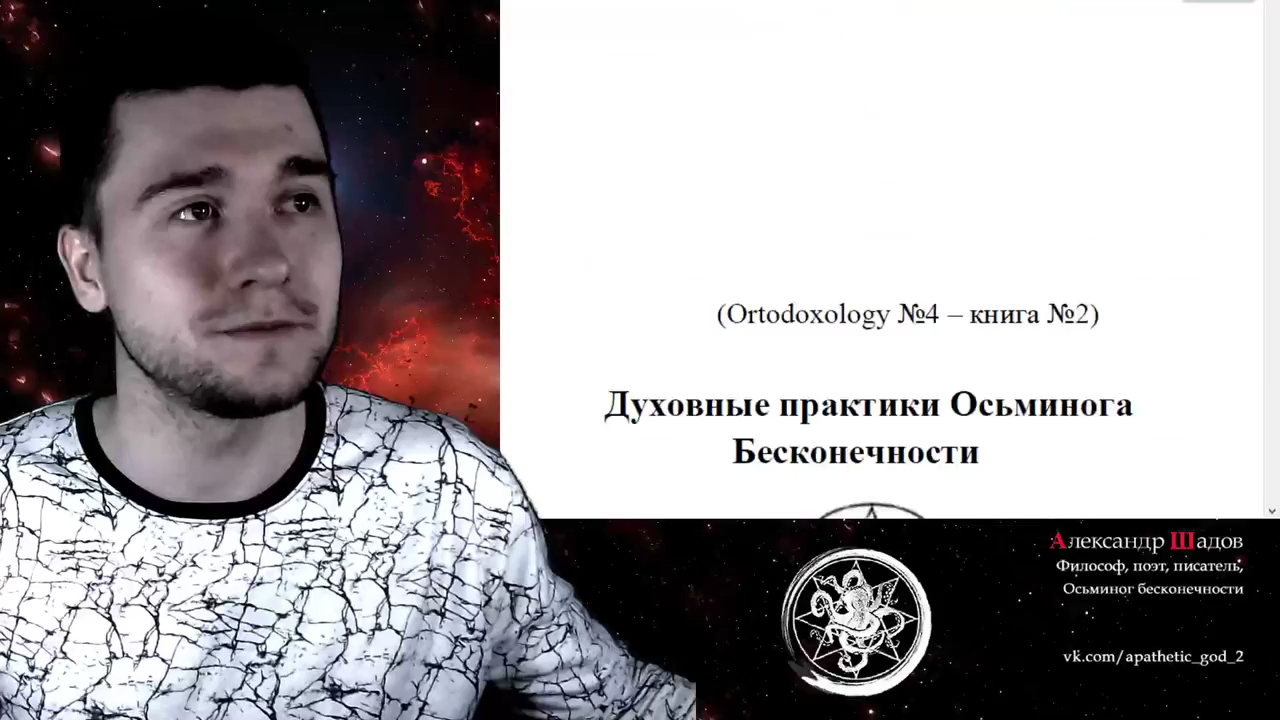 (Ortodoxology №4 – книга №2)
Духовные практики Осьминога
Бесконечности
Александр Шадов
Философ, поэт, писатель,
Осьминог бесконечности
vk.com/apathetic_god_2